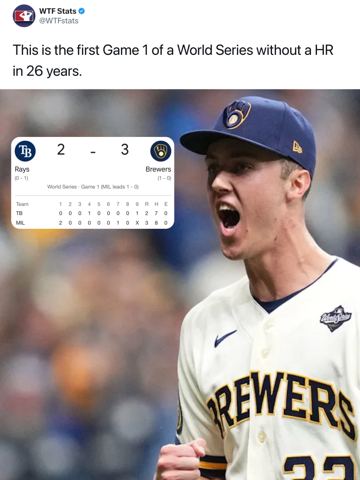 WTF Stats
@WTFstats
This is the first Game 1 of a World Series without a HR
in 26 years.
TB
2 - 3
Rays
Brewers
(0 - 1)
(1 - 0)
World Series - Game 1 (MIL leads 1 - 0)
Team 1 2 3 4 5 6 7 8 9 R H E
TB 0 0 0 1 0 0 0 0 1 2 7 0
MIL 2 0 0 0 0 0 1 0 X 3 8 0
World Series
BREWERS
32